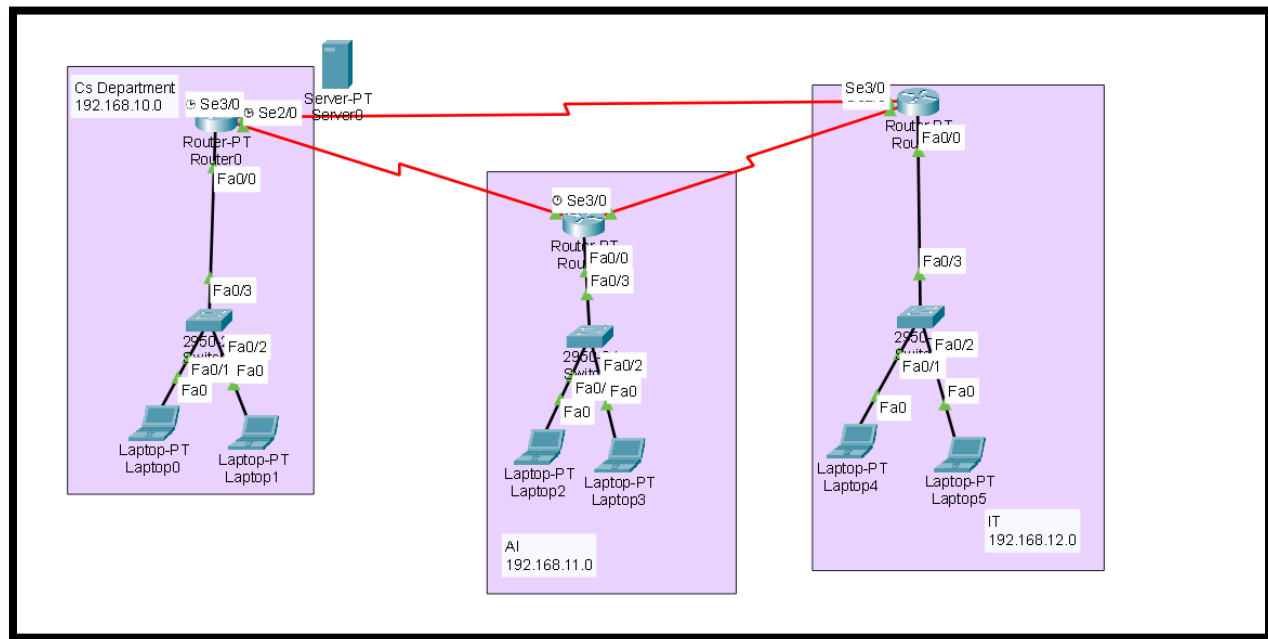 Cs Department
192.168.10.0
Se3/0
Se2/0
Server-PT
Server0
Router-PT
Router0
Fa0/0
Fa0/3
Fa0/2
Fa0/1
Fa0
Fa0
Laptop-PT
Laptop0
Laptop-PT
Laptop1
Se3/0
Fa0/0
Fa0/3
Fa0/2
Fa0
Fa0
Laptop-PT
Laptop2
Laptop-PT
Laptop3
AI
192.168.11.0
Se3/0
Fa0/0
Fa0/3
Fa0/2
Fa0/1
Fa0
Fa0
Laptop-PT
Laptop4
Laptop-PT
Laptop5
IT
192.168.12.0